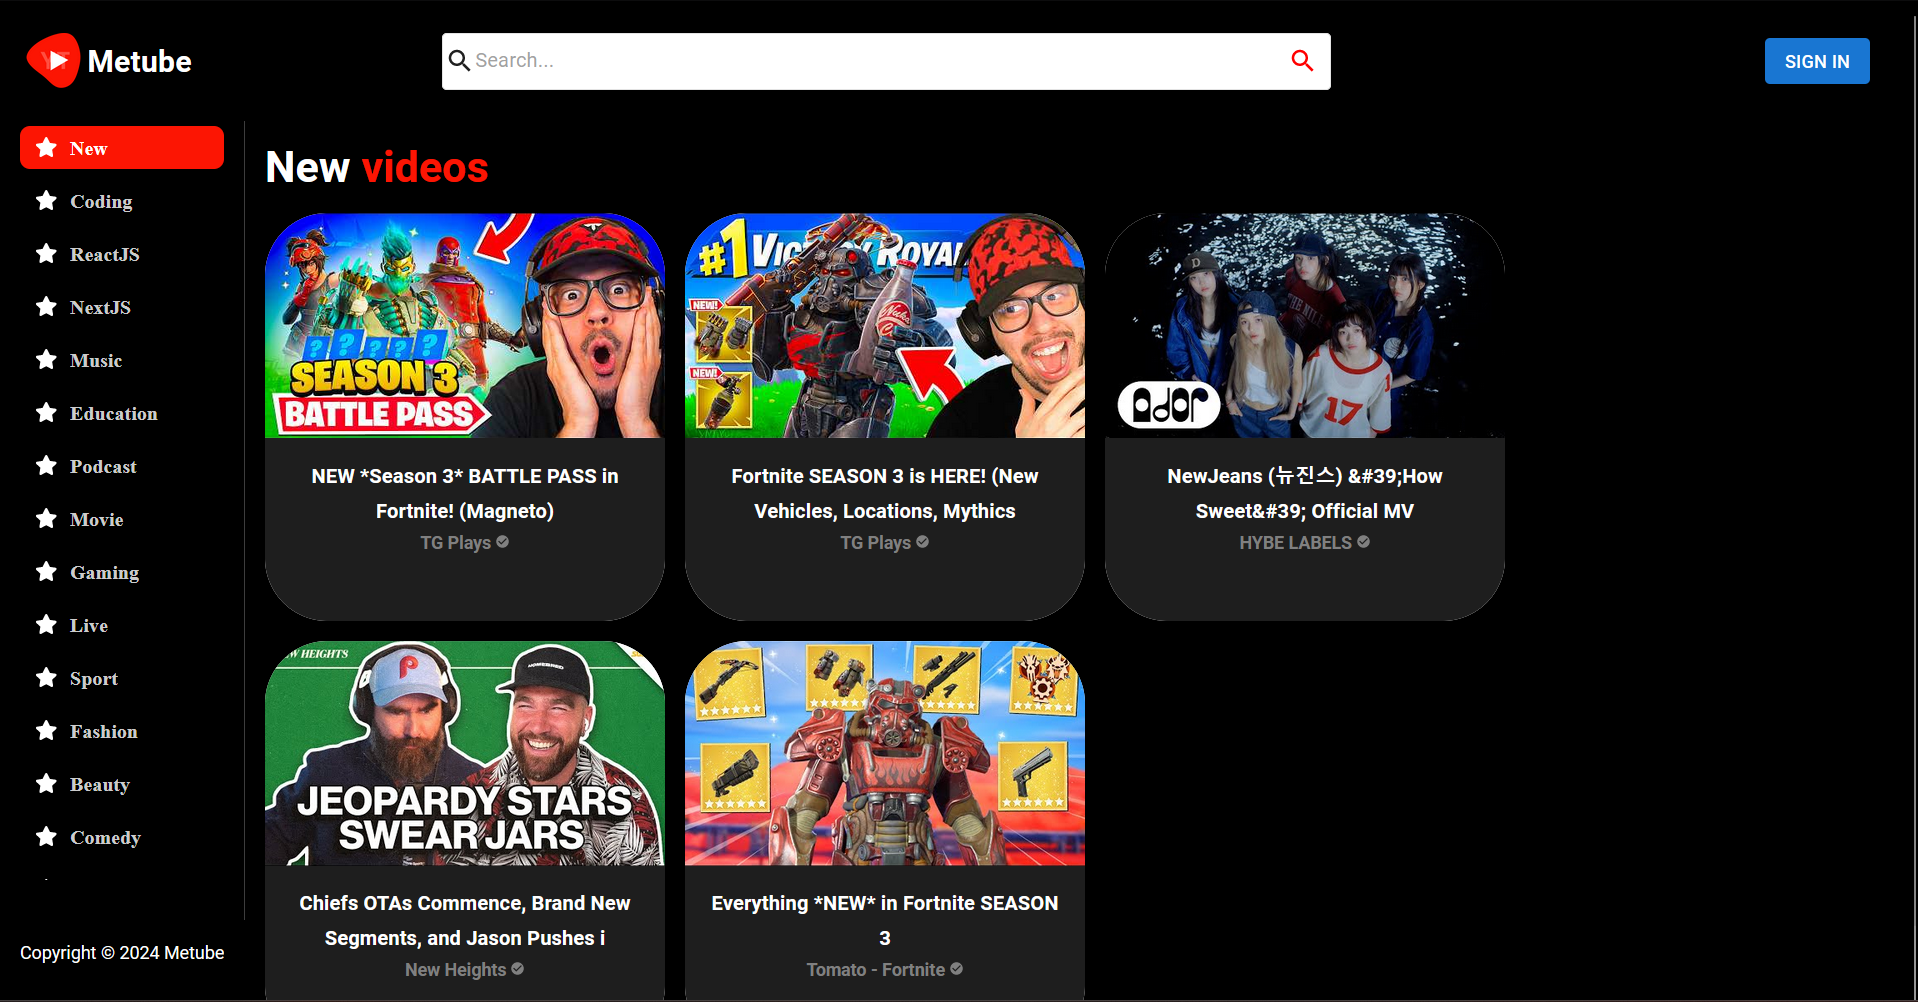 Metube
Search...
SIGN IN
New
Coding
ReactJS
NextJS
Music
Education
Podcast
Movie
Gaming
Live
Sport
Fashion
Beauty
Comedy
Copyright © 2024 Metube
New videos
? ? ? ? ?
SEASON 3
BATTLE PASS
NEW *Season 3* BATTLE PASS in
Fortnite! (Magneto)
TG Plays
#1 VICTORY ROYAL
NEW!
NEW!
Nuka
Fortnite SEASON 3 is HERE! (New
Vehicles, Locations, Mythics
TG Plays
D
17
1
ador
NewJeans (뉴진스) &#39;How
Sweet&#39; Official MV
HYBE LABELS
W HEIGHTS
P
HOMEBRED
JEOPARDY STARS
SWEAR JARS
Chiefs OTAs Commence, Brand New
Segments, and Jason Pushes i
New Heights
Everything *NEW* in Fortnite SEASON
3
Tomato - Fortnite